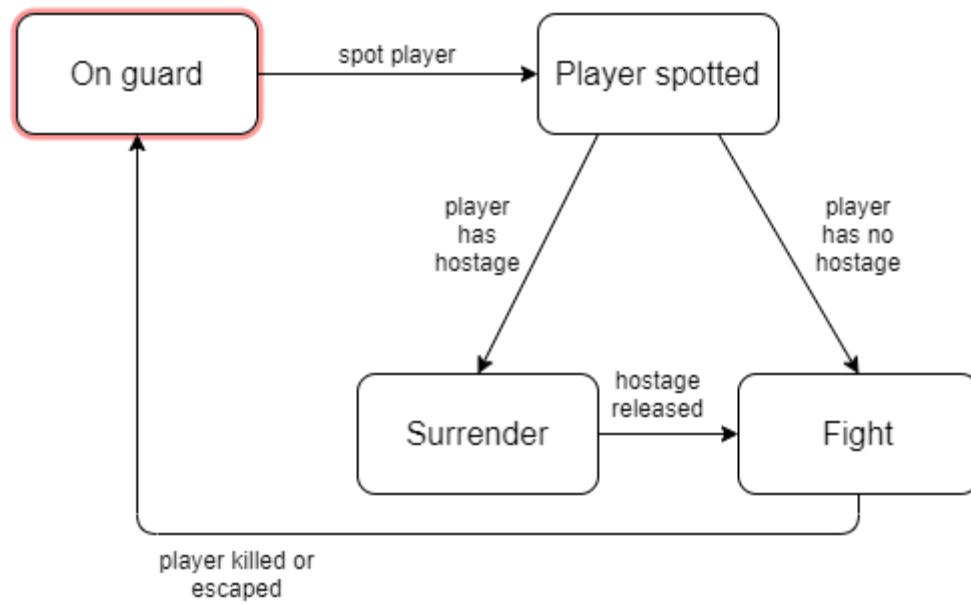 On guard
spot player
Player spotted
player
has
hostage
player
has no
hostage
Surrender
hostage
released
Fight
player killed or
escaped